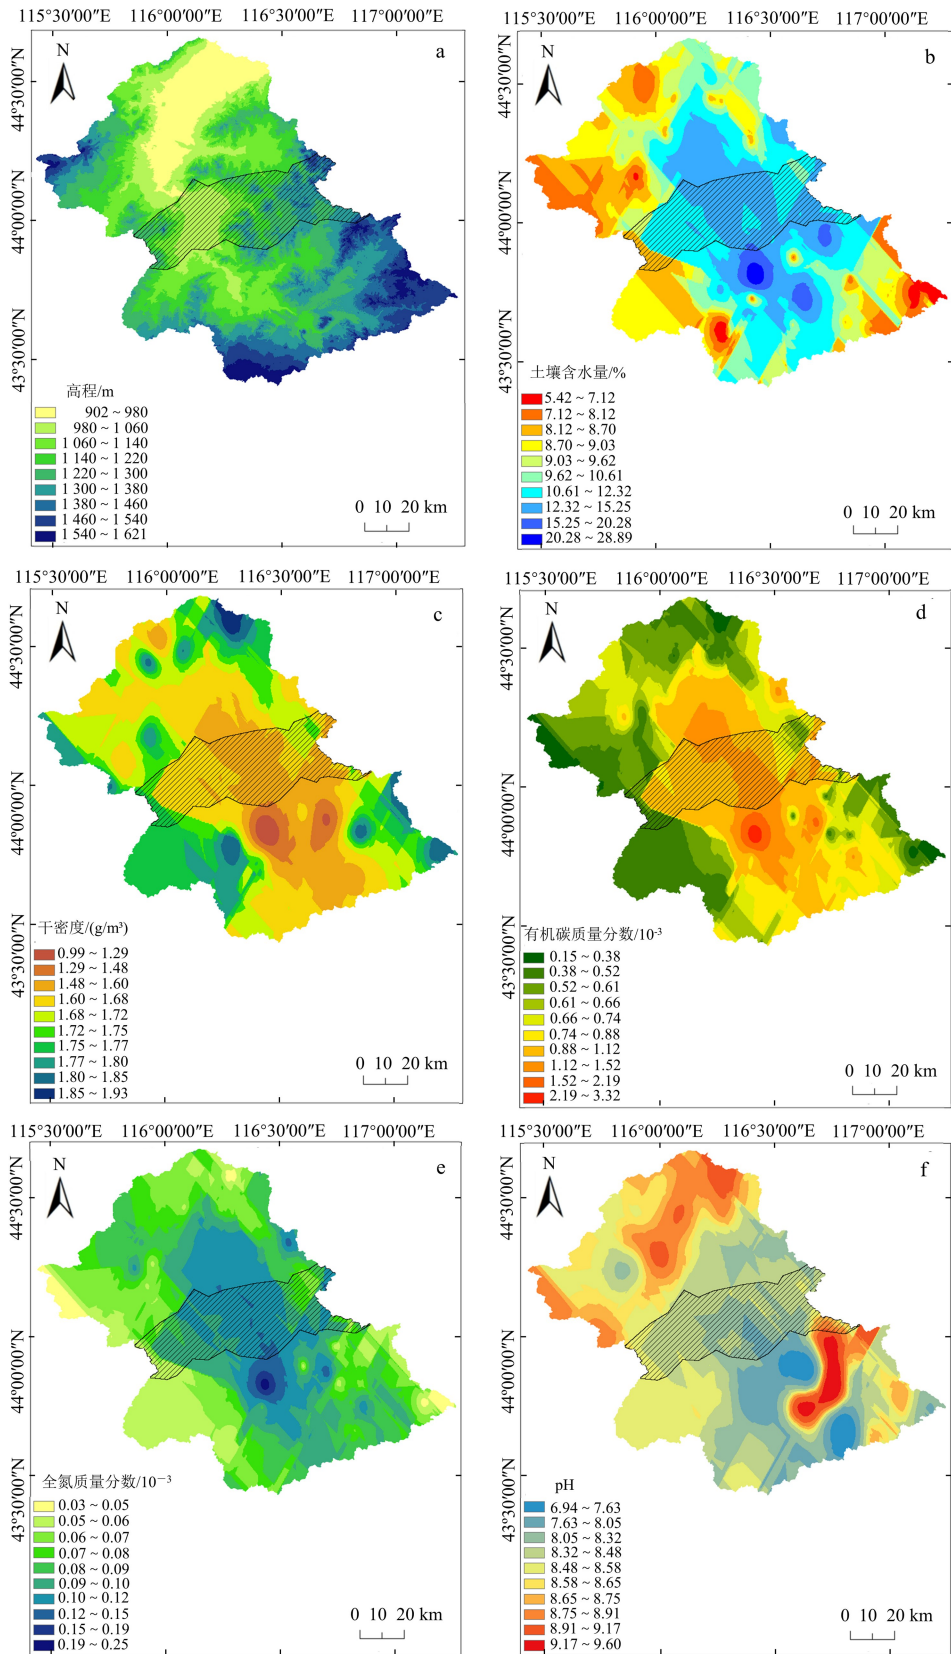 115°30′00″E 116°00′00″E 116°30′00″E 117°00′00″E
N
a
44°30′00″N
44°00′00″N
43°30′00″N
高程/m
902 ~ 980
980 ~ 1 060
1 060 ~ 1 140
1 140 ~ 1 220
1 220 ~ 1 300
1 300 ~ 1 380
1 380 ~ 1 460
1 460 ~ 1 540
1 540 ~ 1 621
0 10 20 km
115°30′00″E 116°00′00″E 116°30′00″E 117°00′00″E
N
b
44°30′00″N
44°00′00″N
43°30′00″N
土壤含水量/%
5.42 ~ 7.12
7.12 ~ 8.12
8.12 ~ 8.70
8.70 ~ 9.03
9.03 ~ 9.62
9.62 ~ 10.61
10.61 ~ 12.32
12.32 ~ 15.25
15.25 ~ 20.28
20.28 ~ 28.89
0 10 20 km
115°30′00″E 116°00′00″E 116°30′00″E 117°00′00″E
N
c
44°30′00″N
44°00′00″N
43°30′00″N
干密度/(g/m³)
0.99 ~ 1.29
1.29 ~ 1.48
1.48 ~ 1.60
1.60 ~ 1.68
1.68 ~ 1.72
1.72 ~ 1.75
1.75 ~ 1.77
1.77 ~ 1.80
1.80 ~ 1.85
1.85 ~ 1.93
0 10 20 km
115°30′00″E 116°00′00″E 116°30′00″E 117°00′00″E
N
d
44°30′00″N
44°00′00″N
43°30′00″N
有机碳质量分数/10⁻³
0.15 ~ 0.38
0.38 ~ 0.52
0.52 ~ 0.61
0.61 ~ 0.66
0.66 ~ 0.74
0.74 ~ 0.88
0.88 ~ 1.12
1.12 ~ 1.52
1.52 ~ 2.19
2.19 ~ 3.32
0 10 20 km
115°30′00″E 116°00′00″E 116°30′00″E 117°00′00″E
N
e
44°30′00″N
44°00′00″N
43°30′00″N
全氮质量分数/10⁻³
0.03 ~ 0.05
0.05 ~ 0.06
0.06 ~ 0.07
0.07 ~ 0.08
0.08 ~ 0.09
0.09 ~ 0.10
0.10 ~ 0.12
0.12 ~ 0.15
0.15 ~ 0.19
0.19 ~ 0.25
0 10 20 km
115°30′00″E 116°00′00″E 116°30′00″E 117°00′00″E
N
f
44°30′00″N
44°00′00″N
43°30′00″N
pH
6.94 ~ 7.63
7.63 ~ 8.05
8.05 ~ 8.32
8.32 ~ 8.48
8.48 ~ 8.58
8.58 ~ 8.65
8.65 ~ 8.75
8.75 ~ 8.91
8.91 ~ 9.17
9.17 ~ 9.60
0 10 20 km